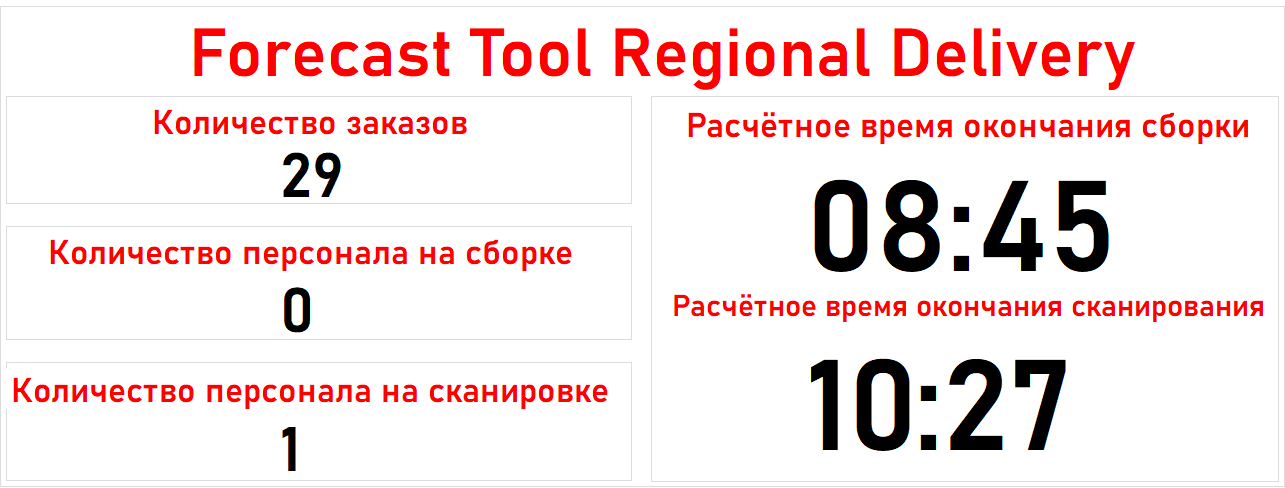 Forecast Tool Regional Delivery
Количество заказов
29
Количество персонала на сборке
0
Количество персонала на сканировке
1
Расчётное время окончания сборки
08:45
Расчётное время окончания сканирования
10:27